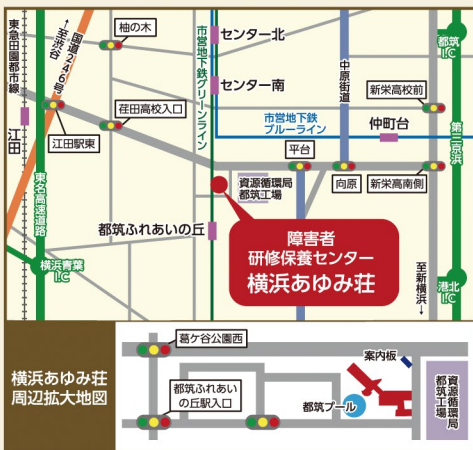 東急田園都市線
国道246号
↑至渋谷
柚の木
市営地下鉄グリーンライン
センター北
中原街道
都筑
I.C
荏田高校入口
センター南
新栄高校前
市営地下鉄
ブルーライン
仲町台
江田
江田駅東
平台
第三京浜
東名高速道路
資源循環局
都筑工場
向原
新栄高南側
都筑ふれあいの丘
障害者
研修保養センター
横浜あゆみ荘
横浜青葉
I.C
至新横浜→
港北
I.C
横浜あゆみ荘
周辺拡大地図
葛ケ谷公園西
案内板
都筑ふれあい
の丘駅入口
都筑プール
資源循環局
都筑工場